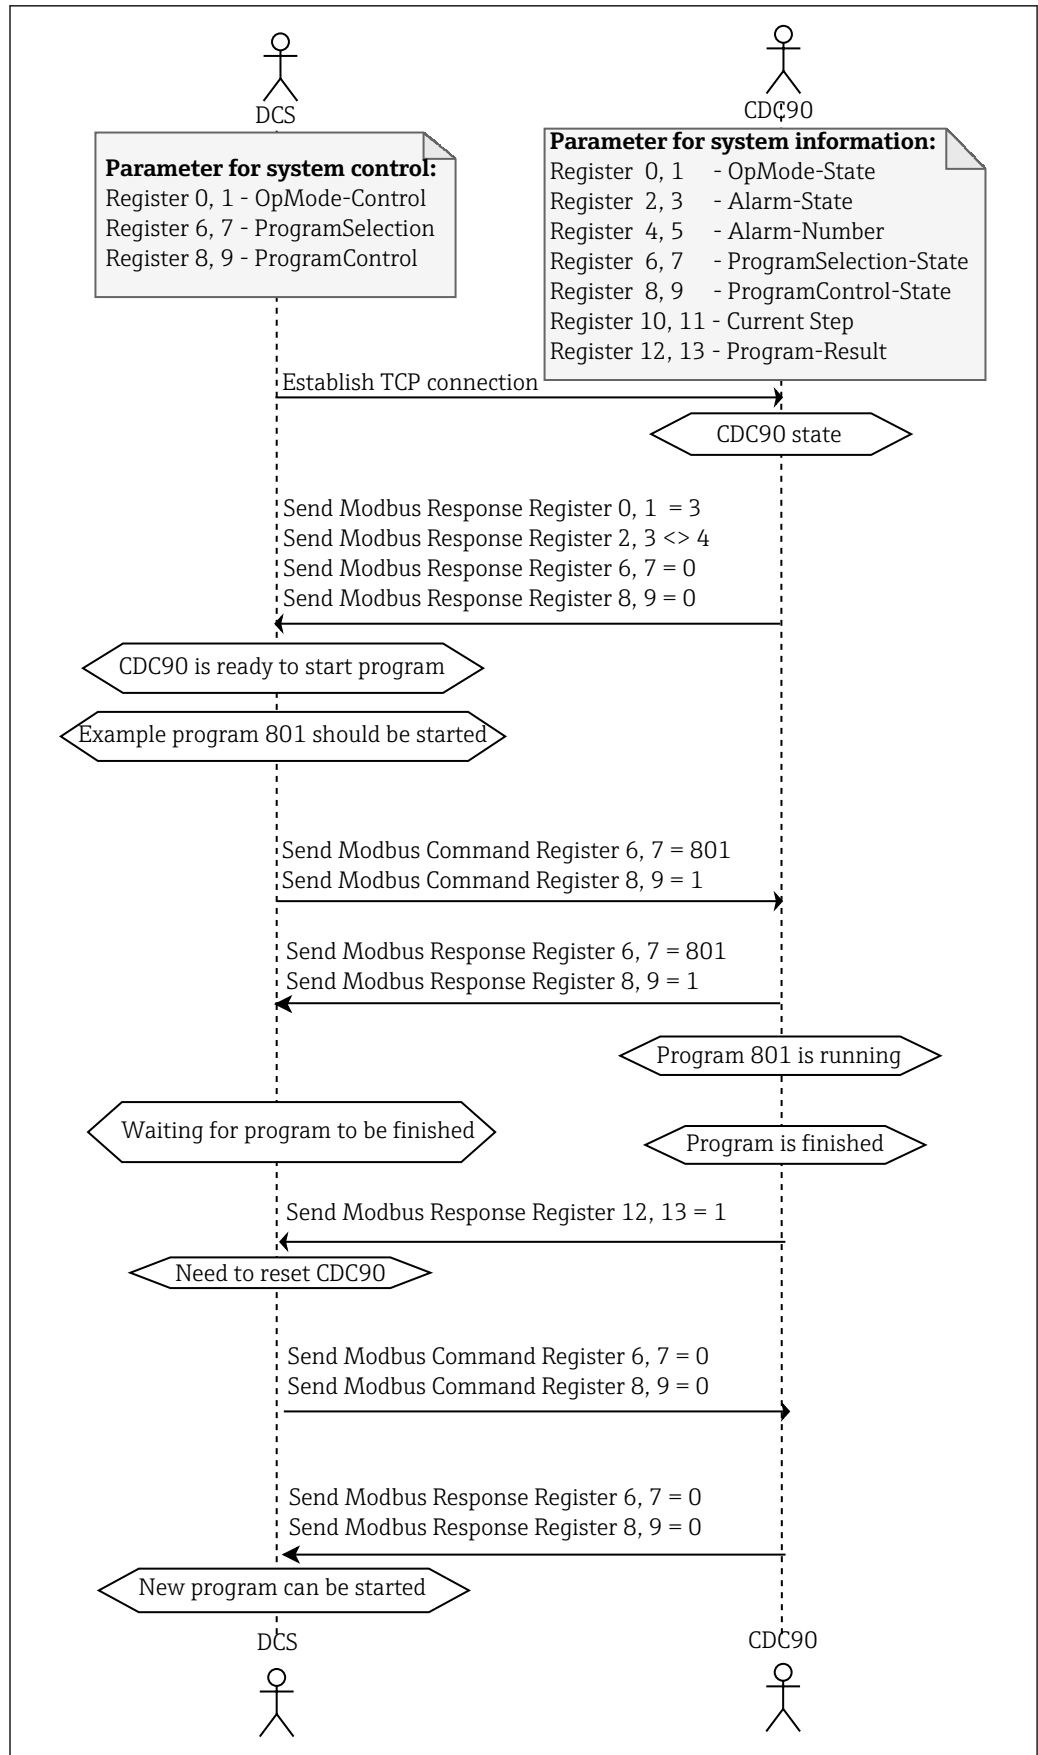 DCS
CDC90
Parameter for system control:
Register 0, 1 - OpMode-Control
Register 6, 7 - ProgramSelection
Register 8, 9 - ProgramControl
Parameter for system information:
Register 0, 1 - OpMode-State
Register 2, 3 - Alarm-State
Register 4, 5 - Alarm-Number
Register 6, 7 - ProgramSelection-State
Register 8, 9 - ProgramControl-State
Register 10, 11 - Current Step
Register 12, 13 - Program-Result
Establish TCP connection
CDC90 state
Send Modbus Response Register 0, 1 = 3
Send Modbus Response Register 2, 3 <> 4
Send Modbus Response Register 6, 7 = 0
Send Modbus Response Register 8, 9 = 0
CDC90 is ready to start program
Example program 801 should be started
Send Modbus Command Register 6, 7 = 801
Send Modbus Command Register 8, 9 = 1
Send Modbus Response Register 6, 7 = 801
Send Modbus Response Register 8, 9 = 1
Program 801 is running
Waiting for program to be finished
Program is finished
Send Modbus Response Register 12, 13 = 1
Need to reset CDC90
Send Modbus Command Register 6, 7 = 0
Send Modbus Command Register 8, 9 = 0
Send Modbus Response Register 6, 7 = 0
Send Modbus Response Register 8, 9 = 0
New program can be started
DCS
CDC90